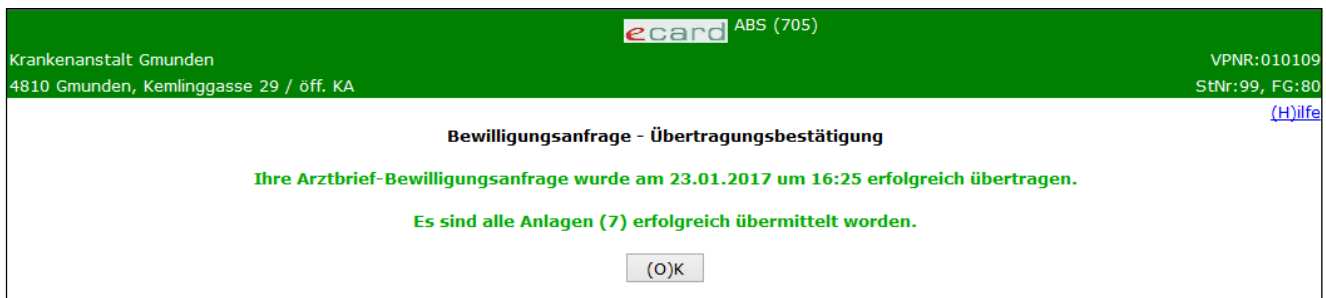 ecard ABS (705)
Krankenanstalt Gmunden VPNR:010109
4810 Gmunden, Kemlinggasse 29 / öff. KA StNr:99, FG:80
(H)ilfe
Bewilligungsanfrage - Übertragungsbestätigung
Ihre Arztbrief-Bewilligungsanfrage wurde am 23.01.2017 um 16:25 erfolgreich übertragen.
Es sind alle Anlagen (7) erfolgreich übermittelt worden.
(O)K